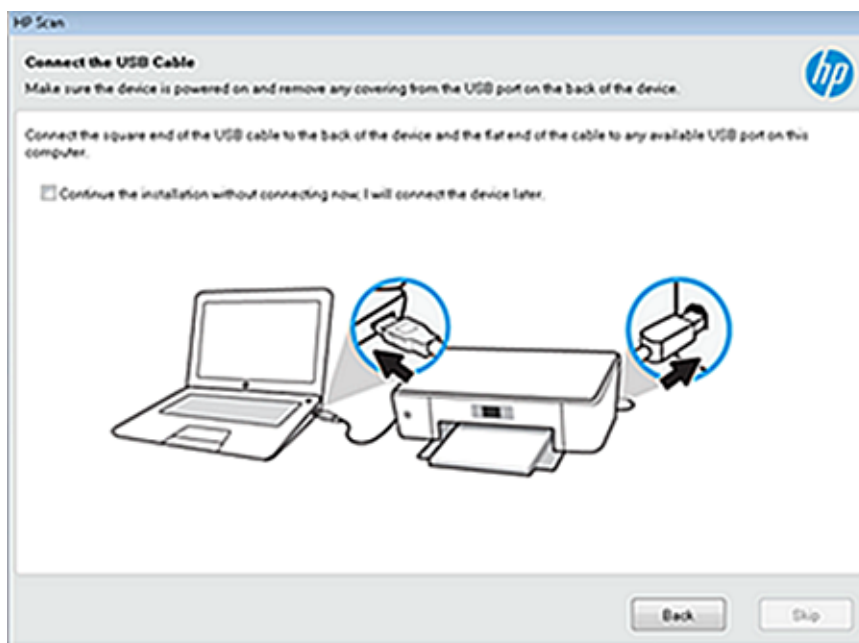 HP Scan
Connect the USB Cable
Make sure the device is powered on and remove any covering from the USB port on the back of the device.
hp
Connect the square end of the USB cable to the back of the device and the flat end of the cable to any available USB port on this
computer.
Continue the installation without connecting now; I will connect the device later.
Back
Skip